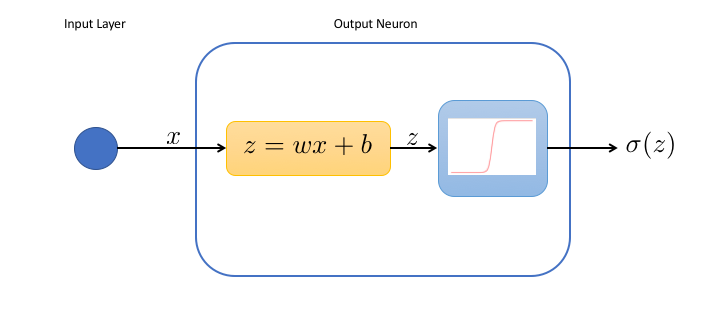 Input Layer
Output Neuron
x
z = wx + b
z
σ(z)